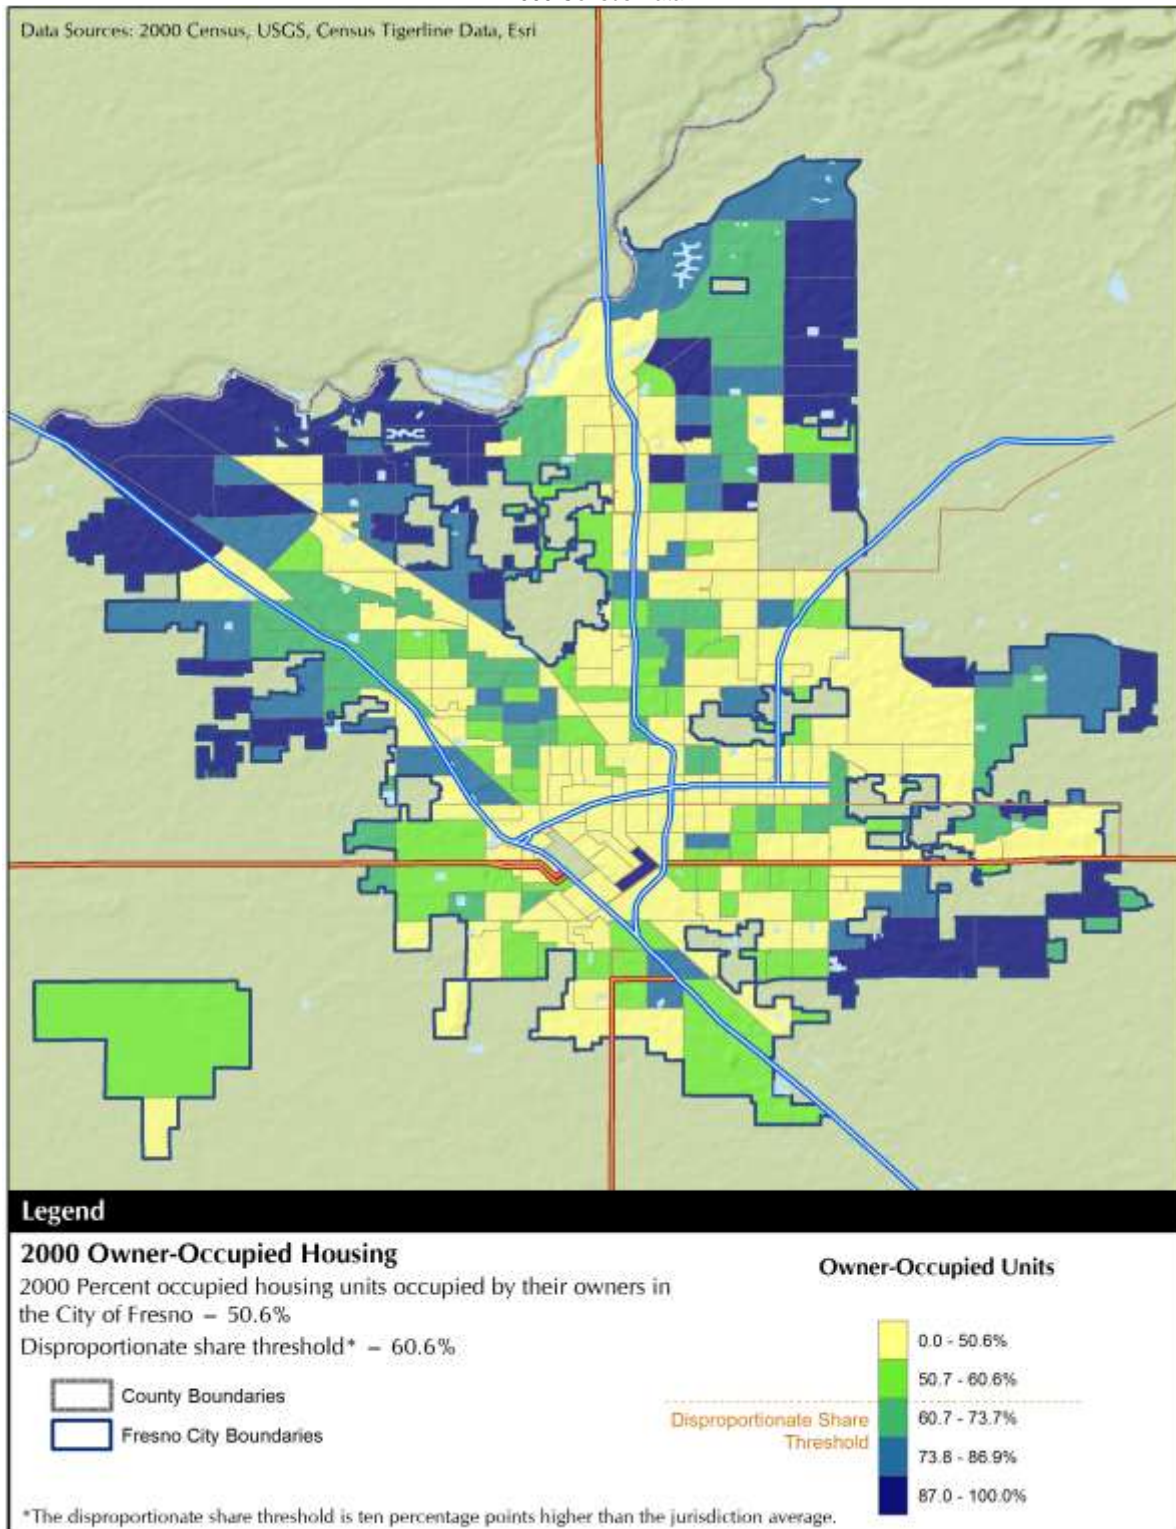 Data Sources: 2000 Census, USGS, Census Tigerline Data, Esri
Legend
2000 Owner-Occupied Housing
2000 Percent occupied housing units occupied by their owners in
the City of Fresno – 50.6%
Disproportionate share threshold* – 60.6%
County Boundaries
Fresno City Boundaries
*The disproportionate share threshold is ten percentage points higher than the jurisdiction average.
Owner-Occupied Units
0.0 - 50.6%
50.7 - 60.6%
Disproportionate Share
Threshold
60.7 - 73.7%
73.8 - 86.9%
87.0 - 100.0%